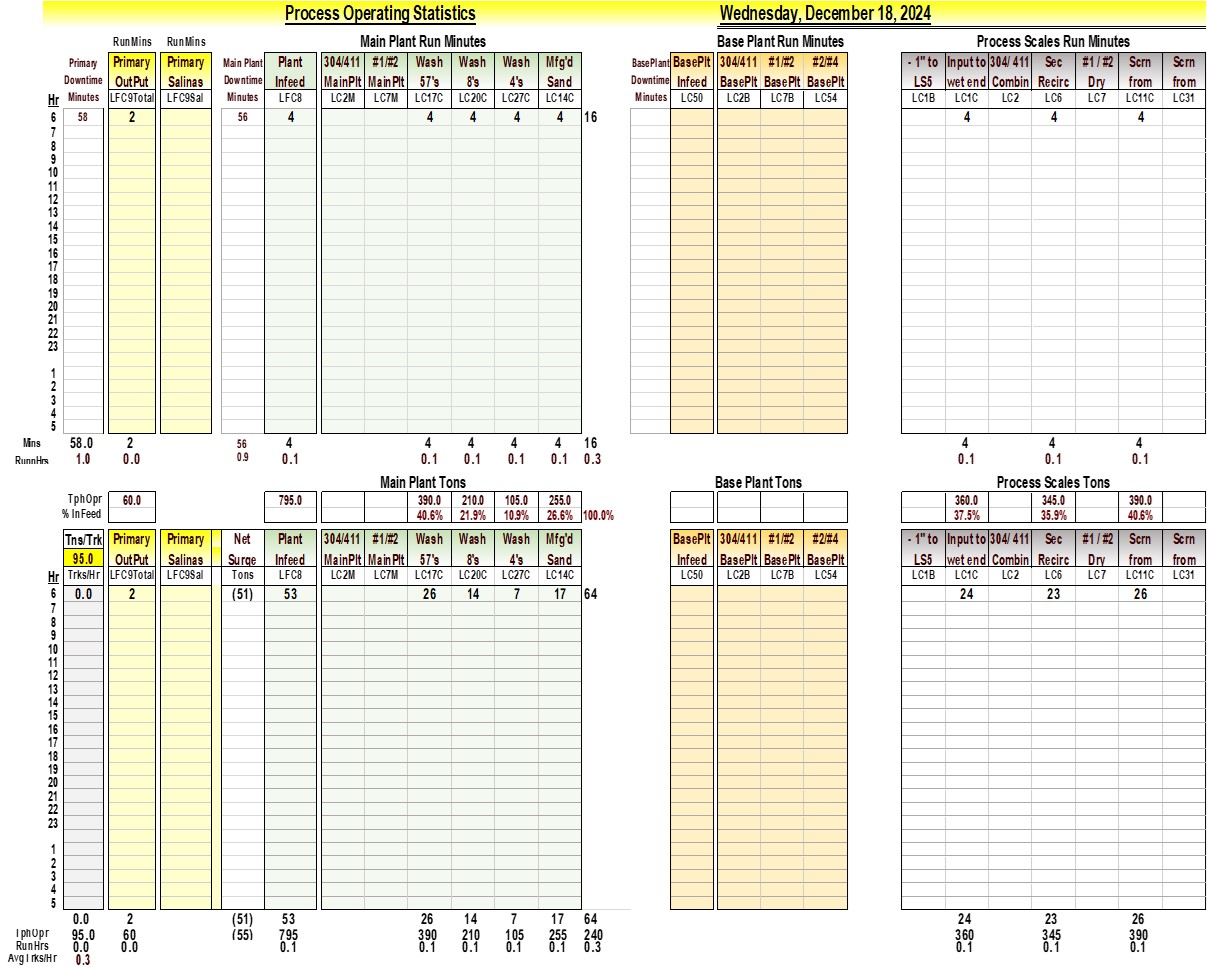 Process Operating Statistics Wednesday, December 18, 2024
RunMins RunMins Main Plant Run Minutes Base Plant Run Minutes Process Scales Run Minutes
Primary Primary Primary Main Plant Plant 304/411 #1/#2 Wash Wash Wash Mfg'd BasePlant BasePlt 304/411 #1/#2 #2/#4 - 1" to Input to 304/ 411 Sec #1 / #2 Scrn Scrn
Downtime OutPut Salinas Downtime Infeed MainPlt MainPlt 57's 8's 4's Sand Downtime Infeed BasePlt BasePlt BasePlt LS5 wet end Combin Recirc Dry from from
Hr Minutes LFC9Total LFC9Sal Minutes LFC8 LC2M LC7M LC17C LC20C LC27C LC14C Minutes LC50 LC2B LC7B LC54 LC1B LC1C LC2 LC6 LC7 LC11C LC31
6 58 2 56 4 4 4 4 4 16 4 4 4
7
8
9
10
11
12
13
14
15
16
17
18
19
20
21
22
23
1
2
3
4
5
Mins 58.0 2 56 4 4 4 4 4 16 4 4 4
RunnHrs 1.0 0.0 0.9 0.1 0.1 0.1 0.1 0.1 0.3 0.1 0.1 0.1
Main Plant Tons Base Plant Tons Process Scales Tons
TphOpr 60.0 795.0 390.0 210.0 105.0 255.0 360.0 345.0 390.0
% InFeed 40.6% 21.9% 10.9% 26.6% 100.0% 37.5% 35.9% 40.6%
Tns/Trk Primary Primary Net Plant 304/411 #1/#2 Wash Wash Wash Mfg'd BasePlt 304/411 #1/#2 #2/#4 - 1" to Input to 304/ 411 Sec #1 / #2 Scrn Scrn
95.0 OutPut Salinas Surge Infeed MainPlt MainPlt 57's 8's 4's Sand Infeed BasePlt BasePlt BasePlt LS5 wet end Combin Recirc Dry from from
Hr Trks/Hr LFC9Total LFC9Sal Tons LFC8 LC2M LC7M LC17C LC20C LC27C LC14C LC50 LC2B LC7B LC54 LC1B LC1C LC2 LC6 LC7 LC11C LC31
6 0.0 2 (51) 53 26 14 7 17 64 24 23 26
7
8
9
10
11
12
13
14
15
16
17
18
19
20
21
22
23
1
2
3
4
5
0.0 2 (51) 53 26 14 7 17 64 24 23 26
TphOpr 95.0 60 (55) 795 390 210 105 255 240 360 345 390
RunHrs 0.0 0.0 0.1 0.1 0.1 0.1 0.1 0.3 0.1 0.1 0.1
AvgTrks/Hr 0.3